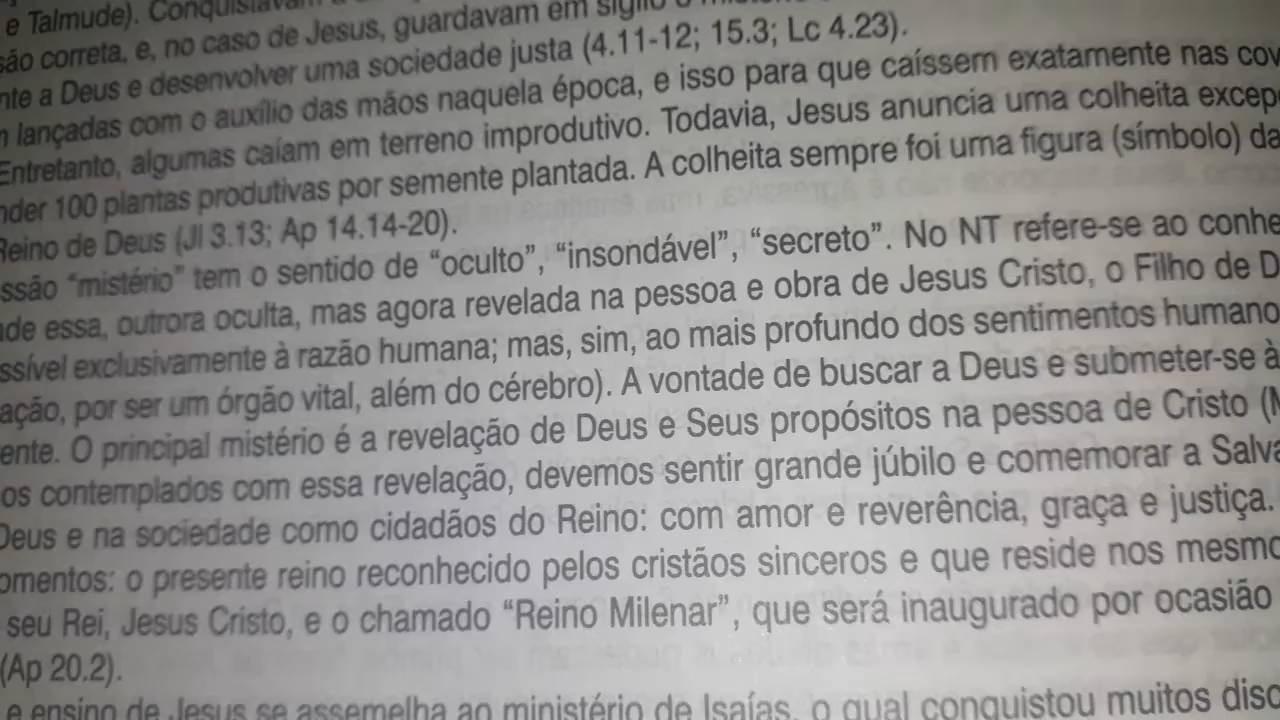 e Talmude). Conquistavam a
são correta, e, no caso de Jesus, guardavam em sigilo o
nte a Deus e desenvolver uma sociedade justa (4.11-12; 15.3; Lc 4.23).
lançadas com o auxílio das mãos naquela época, e isso para que caíssem exatamente nas cov
Entretanto, algumas caíam em terreno improdutivo. Todavia, Jesus anuncia uma colheita excep
nder 100 plantas produtivas por semente plantada. A colheita sempre foi uma figura (símbolo) da
Reino de Deus (Jl 3.13; Ap 14.14-20).
ssão “mistério” tem o sentido de “oculto”, “insondável”, “secreto”. No NT refere-se ao conhe
de essa, outrora oculta, mas agora revelada na pessoa e obra de Jesus Cristo, o Filho de D
ssível exclusivamente à razão humana; mas, sim, ao mais profundo dos sentimentos humano
ação, por ser um órgão vital, além do cérebro). A vontade de buscar a Deus e submeter-se à
ente. O principal mistério é a revelação de Deus e Seus propósitos na pessoa de Cristo (M
os contemplados com essa revelação, devemos sentir grande júbilo e comemorar a Salva
Deus e na sociedade como cidadãos do Reino: com amor e reverência, graça e justiça.
omentos: o presente reino reconhecido pelos cristãos sinceros e que reside nos mesmo
seu Rei, Jesus Cristo, e o chamado “Reino Milenar”, que será inaugurado por ocasião
(Ap 20.2).
e ensino de Jesus se assemelha ao ministério de Isaías, o qual conquistou muitos disc